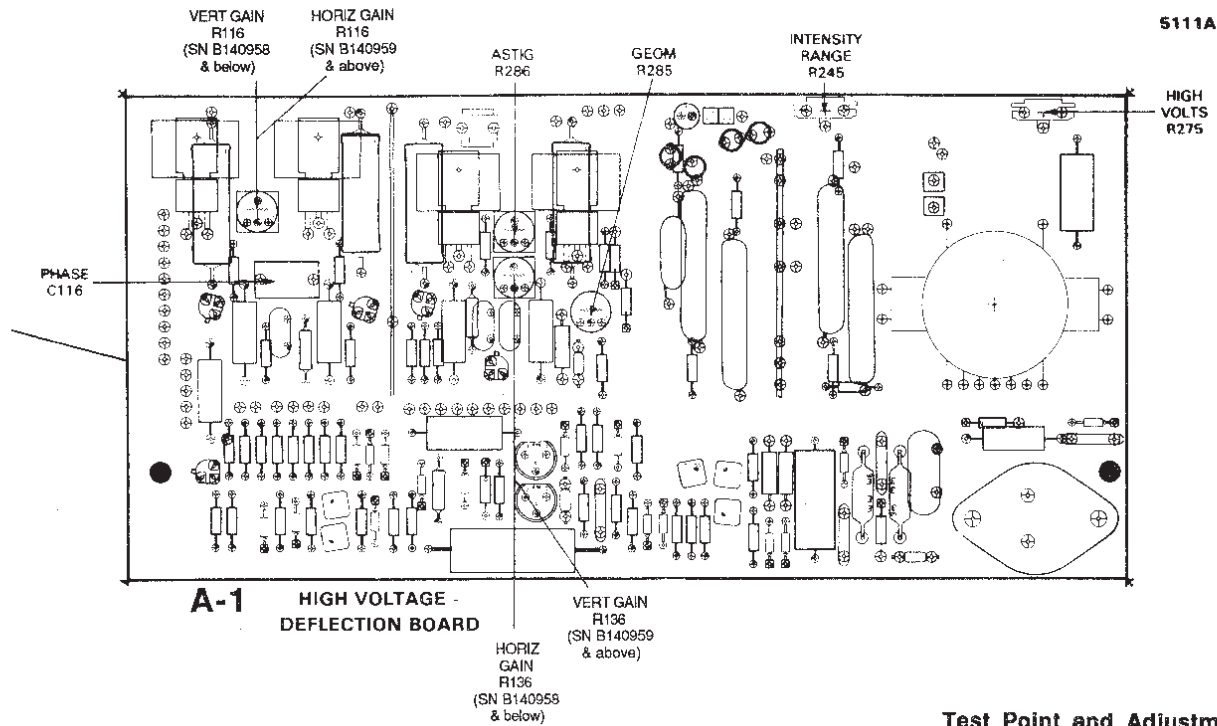 VERT GAIN
R116
(SN B140958
& below)
HORIZ GAIN
R116
(SN B140959
& above)
ASTIG
R286
GEOM
R285
INTENSITY
RANGE
R245
5111A
HIGH
VOLTS
R275
PHASE
C116
A-1
HIGH VOLTAGE -
DEFLECTION BOARD
VERT GAIN
R136
(SN B140959
& above)
HORIZ
GAIN
R136
(SN B140958
& below)
Test Point and Adjustm